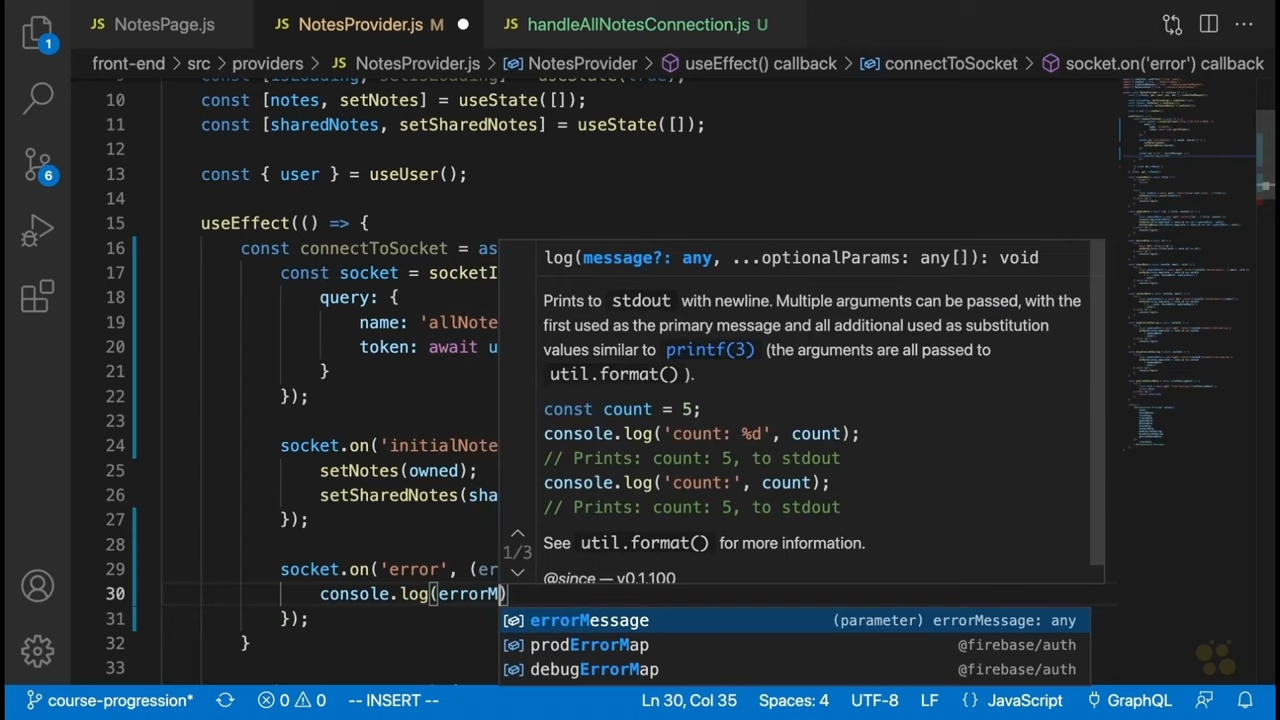 JS NotesPage.js JS NotesProvider.js M JS handleAllNotesConnection.js U
front-end src providers JS NotesProvider.js NotesProvider useEffect() callback connectToSocket socket.on('error') callback
10 const [notes, setNotes] = useState([]);
11 const [sharedNotes, setSharedNotes] = useState([]);
12
13 const { user } = useUser();
14
15 useEffect(() => {
16 const connectToSocket = as
17 const socket = socketI
18 query: {
19 name: 'allNote
20 token: await u
21 }
22 });
23
24 socket.on('initialNote
25 setNotes(owned);
26 setSharedNotes(sha
27 });
28
29 socket.on('error', (er
30 console.log(errorM)
31 });
32 }
33
log(message?: any, ...optionalParams: any[]): void
Prints to stdout with newline. Multiple arguments can be passed, with the
first used as the primary message and all additional used as substitution
values similar to printf(3) (the arguments are all passed to
util.format() ).
const count = 5;
console.log('count: %d', count);
// Prints: count: 5, to stdout
console.log('count:', count);
// Prints: count: 5, to stdout
See util.format() for more information.
@since — v0.1.100
1/3
errorMessage (parameter) errorMessage: any
prodErrorMap @firebase/auth
debugErrorMap @firebase/auth
1
6
course-progression* 0 0 -- INSERT -- Ln 30, Col 35 Spaces: 4 UTF-8 LF {} JavaScript GraphQL